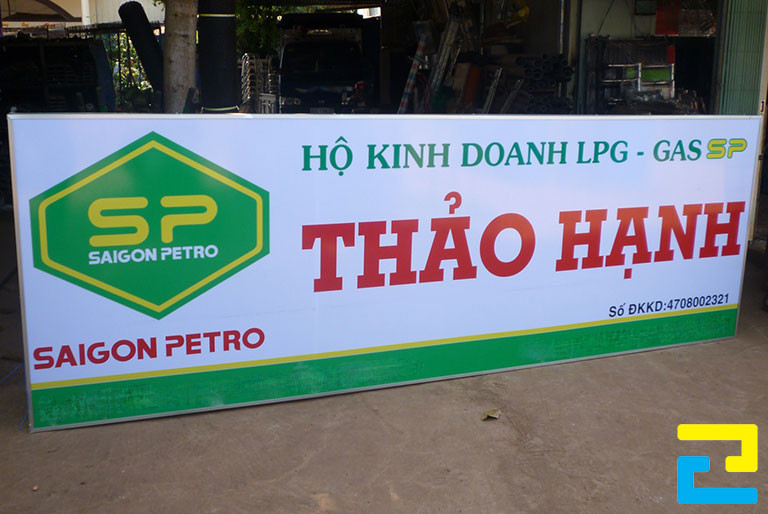 HỘ KINH DOANH LPG - GAS SP
SP
SAIGON PETRO
THẢO HẠNH
Số ĐKKD:4708002321
SAIGON PETRO